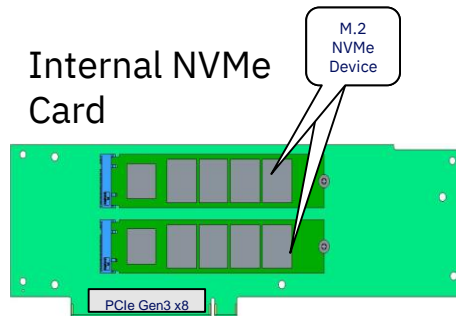 M.2
NVMe
Device
Internal NVMe
Card
PCIe Gen3 x8